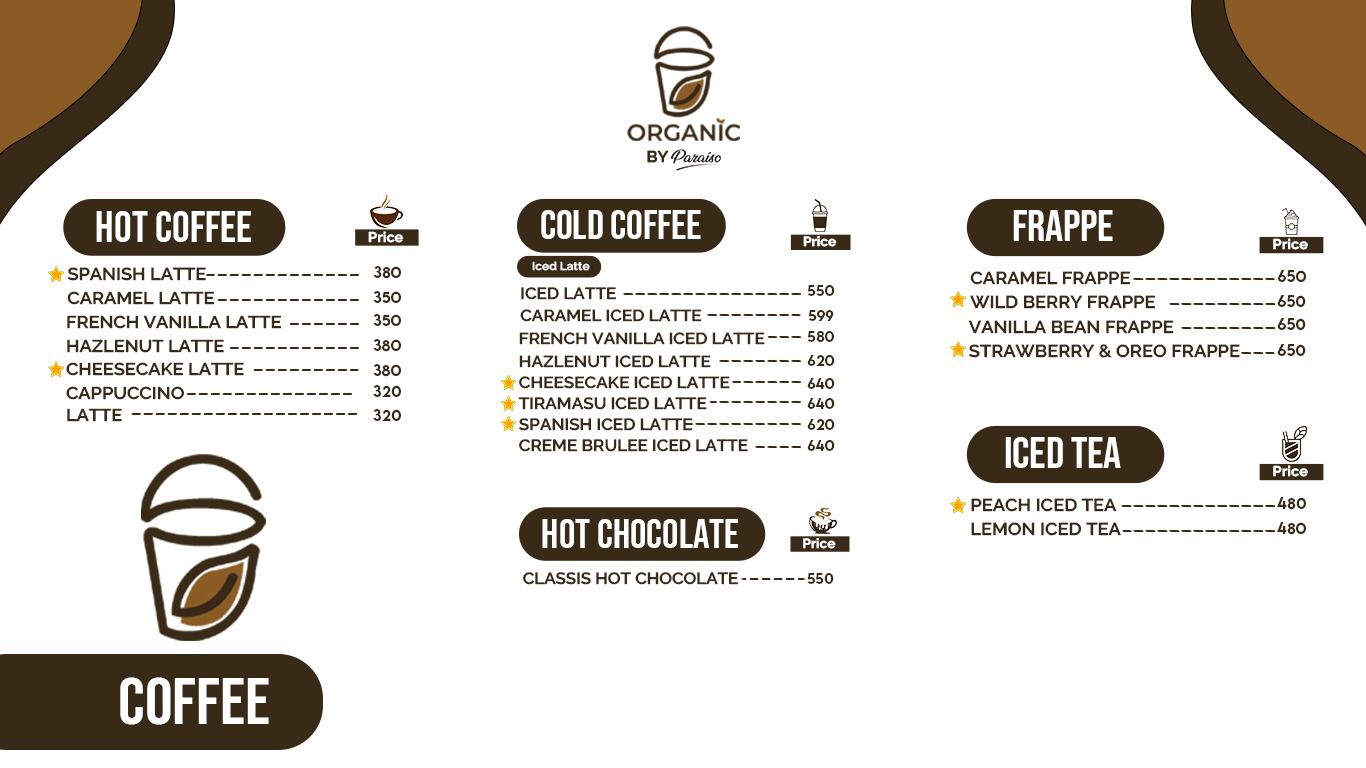 ORGANIC
BY Paraíso
HOT COFFEE
Price
SPANISH LATTE 380
CARAMEL LATTE 350
FRENCH VANILLA LATTE 350
HAZLENUT LATTE 380
CHEESECAKE LATTE 380
CAPPUCCINO 320
LATTE 320
COFFEE
COLD COFFEE
Price
Iced Latte
ICED LATTE 550
CARAMEL ICED LATTE 599
FRENCH VANILLA ICED LATTE 580
HAZLENUT ICED LATTE 620
CHEESECAKE ICED LATTE 640
TIRAMASU ICED LATTE 640
SPANISH ICED LATTE 620
CREME BRULEE ICED LATTE 640
HOT CHOCOLATE
Price
CLASSIS HOT CHOCOLATE 550
FRAPPE
Price
CARAMEL FRAPPE 650
WILD BERRY FRAPPE 650
VANILLA BEAN FRAPPE 650
STRAWBERRY & OREO FRAPPE 650
ICED TEA
Price
PEACH ICED TEA 480
LEMON ICED TEA 480